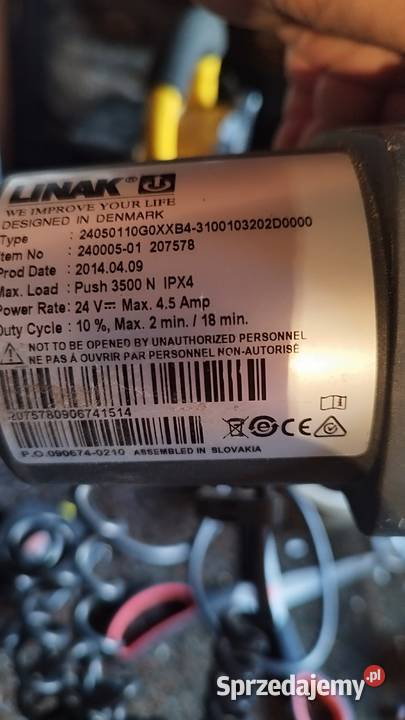 LINAK®
WE IMPROVE YOUR LIFE
DESIGNED IN DENMARK
Type : 24050110G0XXB4-3100103202D0000
Item No : 240005-01 207578
Prod Date : 2014.04.09
Max. Load : Push 3500 N IPX4
Power Rate: 24 V⎓ Max. 4.5 Amp
Duty Cycle : 10 %, Max. 2 min. / 18 min.
NOT TO BE OPENED BY UNAUTHORIZED PERSONNEL
NE PAS À OUVRIR PAR PERSONNEL NON-AUTORISÉ
2075780906741514
P.O.090674-0210 ASSEMBLED IN SLOVAKIA
Sprzedajemy.pl